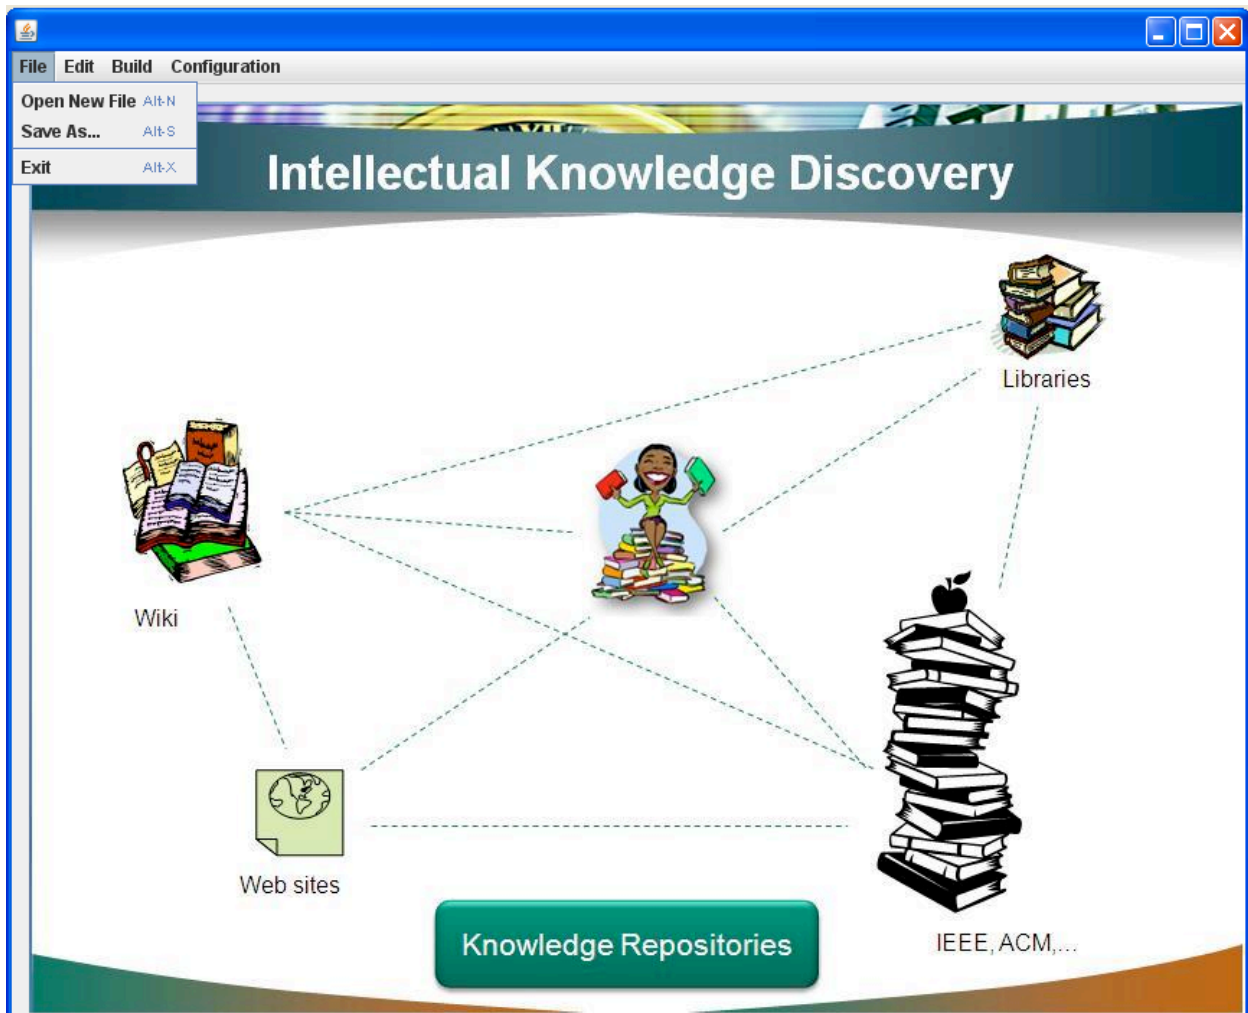 File Edit Build Configuration
Open New File Alt-N
Save As... Alt-S
Exit Alt-X
Intellectual Knowledge Discovery
Libraries
Wiki
Web sites
IEEE, ACM,...
Knowledge Repositories